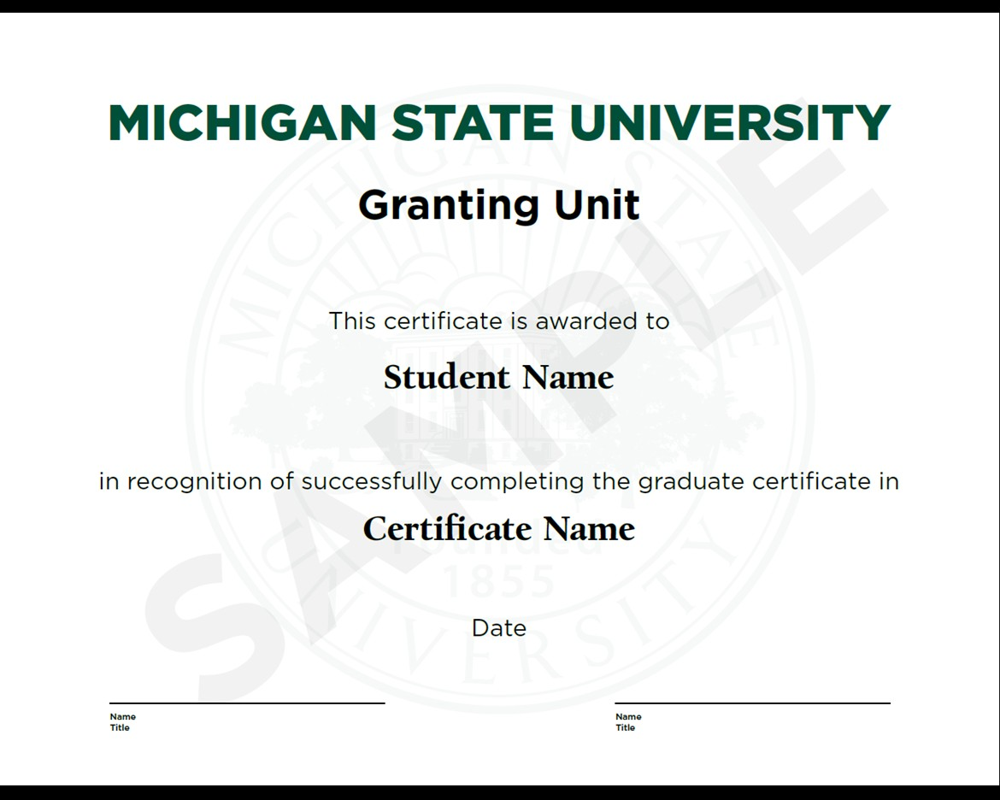 MICHIGAN STATE UNIVERSITY
Granting Unit
This certificate is awarded to
Student Name
in recognition of successfully completing the graduate certificate in
Certificate Name
Date
Name
Title
Name
Title
SAMPLE
MICHIGAN STATE
UNIVERSITY
Founded
1855